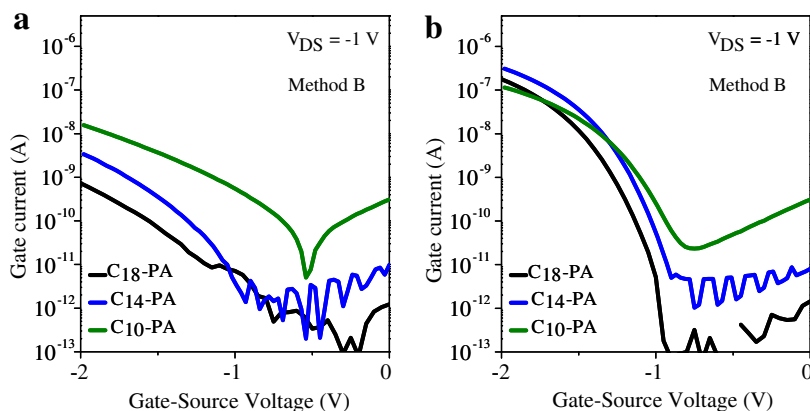 a
V_DS = -1 V
Method B
Gate current (A)
10^-6
10^-7
10^-8
10^-9
10^-10
10^-11
10^-12
10^-13
C18-PA
C14-PA
C10-PA
-2
-1
0
Gate-Source Voltage (V)
b
V_DS = -1 V
Method B
Gate current (A)
10^-6
10^-7
10^-8
10^-9
10^-10
10^-11
10^-12
10^-13
C18-PA
C14-PA
C10-PA
-2
-1
0
Gate-Source Voltage (V)